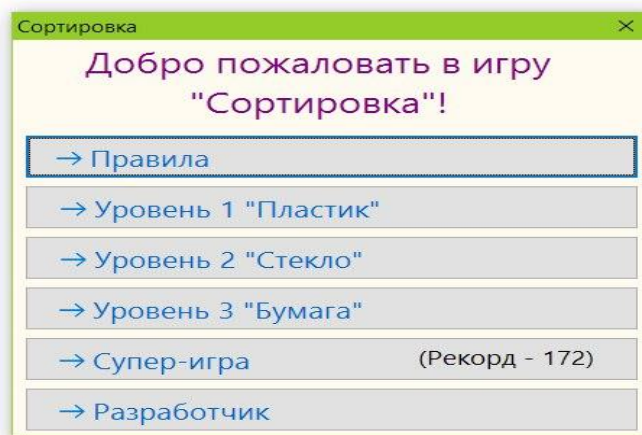 Сортировка
Добро пожаловать в игру
"Сортировка"!
→ Правила
→ Уровень 1 "Пластик"
→ Уровень 2 "Стекло"
→ Уровень 3 "Бумага"
→ Супер-игра (Рекорд - 172)
→ Разработчик